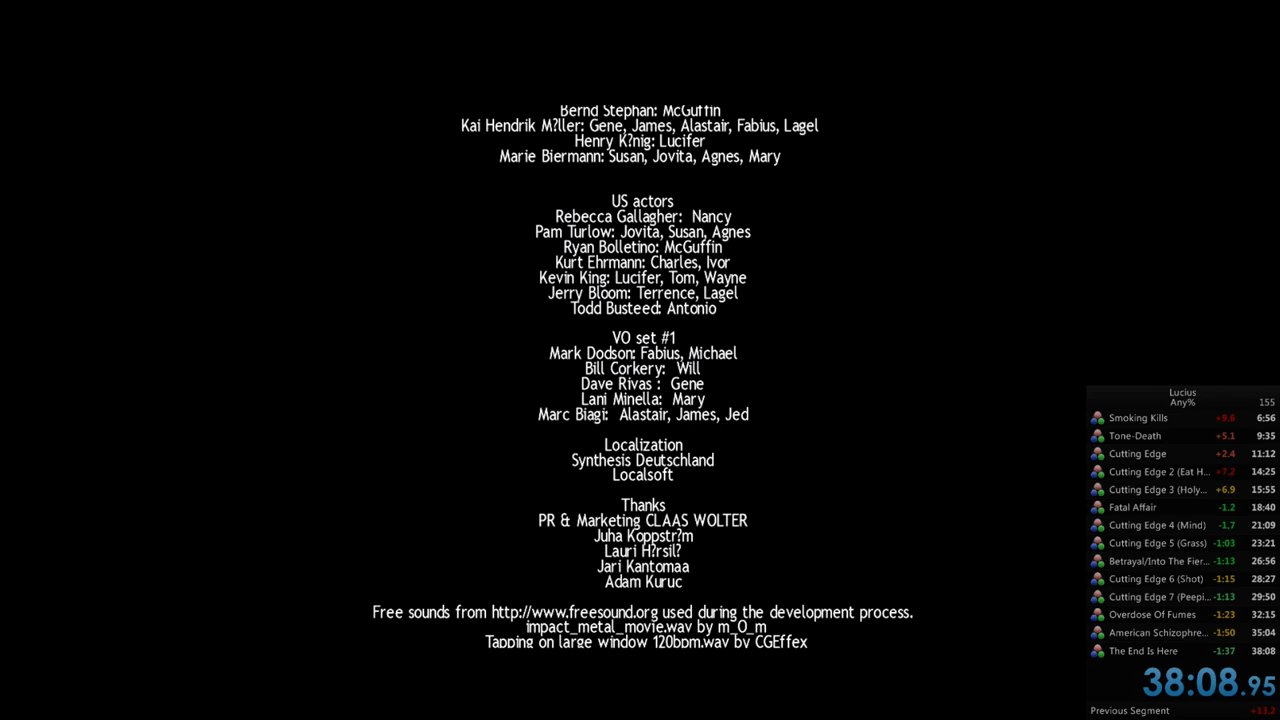 Bernd Stephan: McGuffin
Kai Hendrik M?ller: Gene, James, Alastair, Fabius, Lagel
Henry K?nig: Lucifer
Marie Biermann: Susan, Jovita, Agnes, Mary
US actors
Rebecca Gallagher: Nancy
Pam Turlow: Jovita, Susan, Agnes
Ryan Bolletino: McGuffin
Kurt Ehrmann: Charles, Ivor
Kevin King: Lucifer, Tom, Wayne
Jerry Bloom: Terrence, Lagel
Todd Busteed: Antonio
VO set #1
Mark Dodson: Fabius, Michael
Bill Corkery: Will
Dave Rivas : Gene
Lani Minella: Mary
Marc Biagi: Alastair, James, Jed
Localization
Synthesis Deutschland
Localsoft
Thanks
PR & Marketing CLAAS WOLTER
Juha Koppstr?m
Lauri H?rsil?
Jari Kantomaa
Adam Kuruc
Free sounds from http://www.freesound.org used during the development process.
impact_metal_movie.wav by m_O_m
Tapping on large window 120bpm.wav by CGEffex
Lucius
Any% 155
Smoking Kills +9.6 6:56
Tone-Death +5.1 9:35
Cutting Edge +2.4 11:12
Cutting Edge 2 (Eat H... +7.2 14:25
Cutting Edge 3 (Holy... +6.9 15:55
Fatal Affair -1.2 18:40
Cutting Edge 4 (Mind) -1.7 21:09
Cutting Edge 5 (Grass) -1:03 23:21
Betrayal/Into The Fier... -1:13 26:56
Cutting Edge 6 (Shot) -1:15 28:27
Cutting Edge 7 (Peepi... -1:13 29:50
Overdose Of Fumes -1:23 32:15
American Schizophre... -1:50 35:04
The End Is Here -1:37 38:08
38:08.95
Previous Segment +13.2